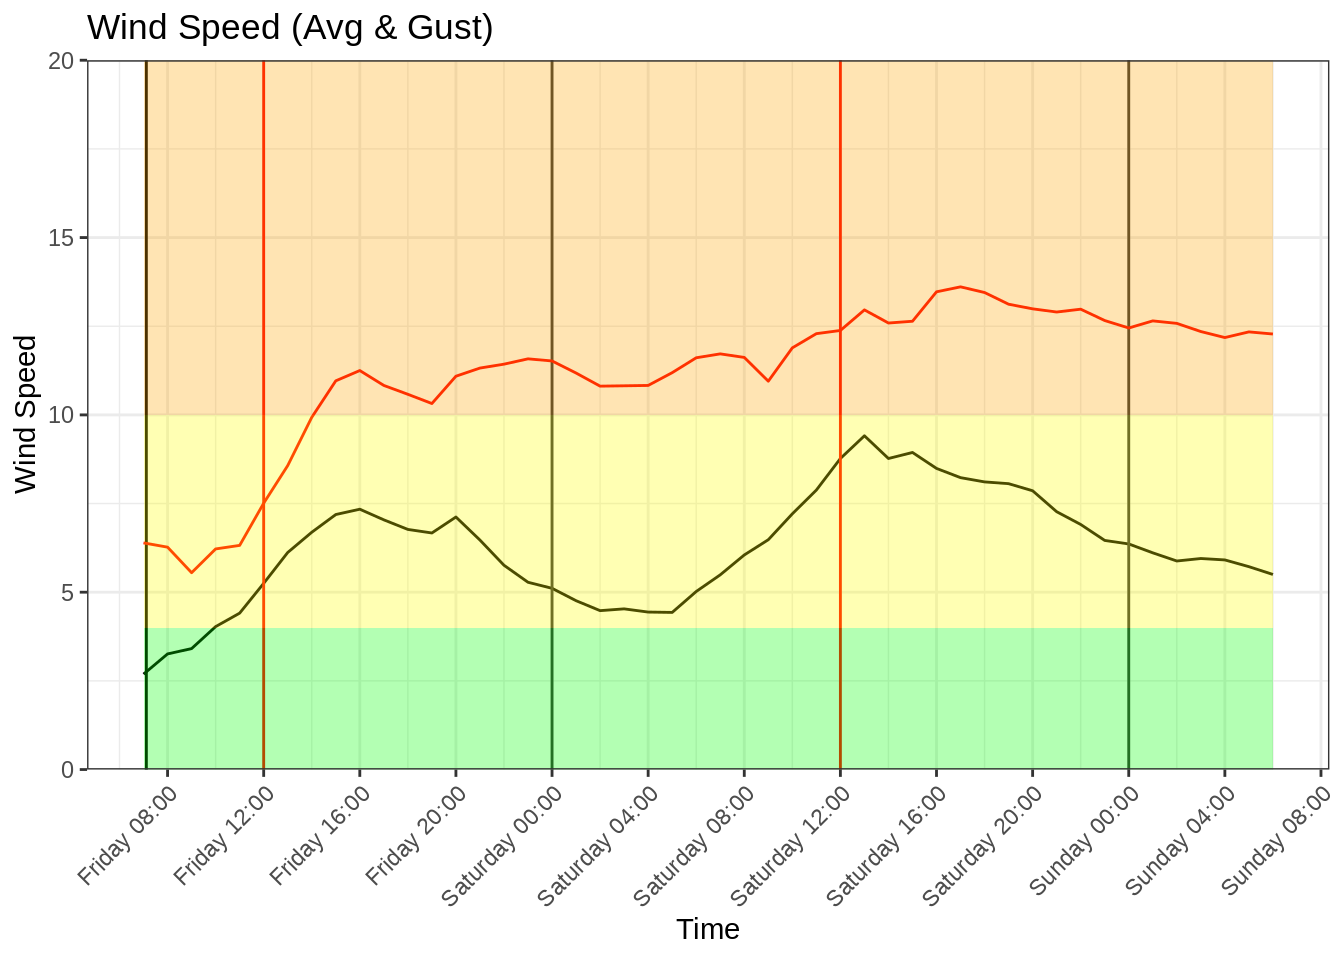 Wind Speed (Avg & Gust)
20
15
10
5
0
Wind Speed
Friday 08:00
Friday 12:00
Friday 16:00
Friday 20:00
Saturday 00:00
Saturday 04:00
Saturday 08:00
Saturday 12:00
Saturday 16:00
Saturday 20:00
Sunday 00:00
Sunday 04:00
Sunday 08:00
Time